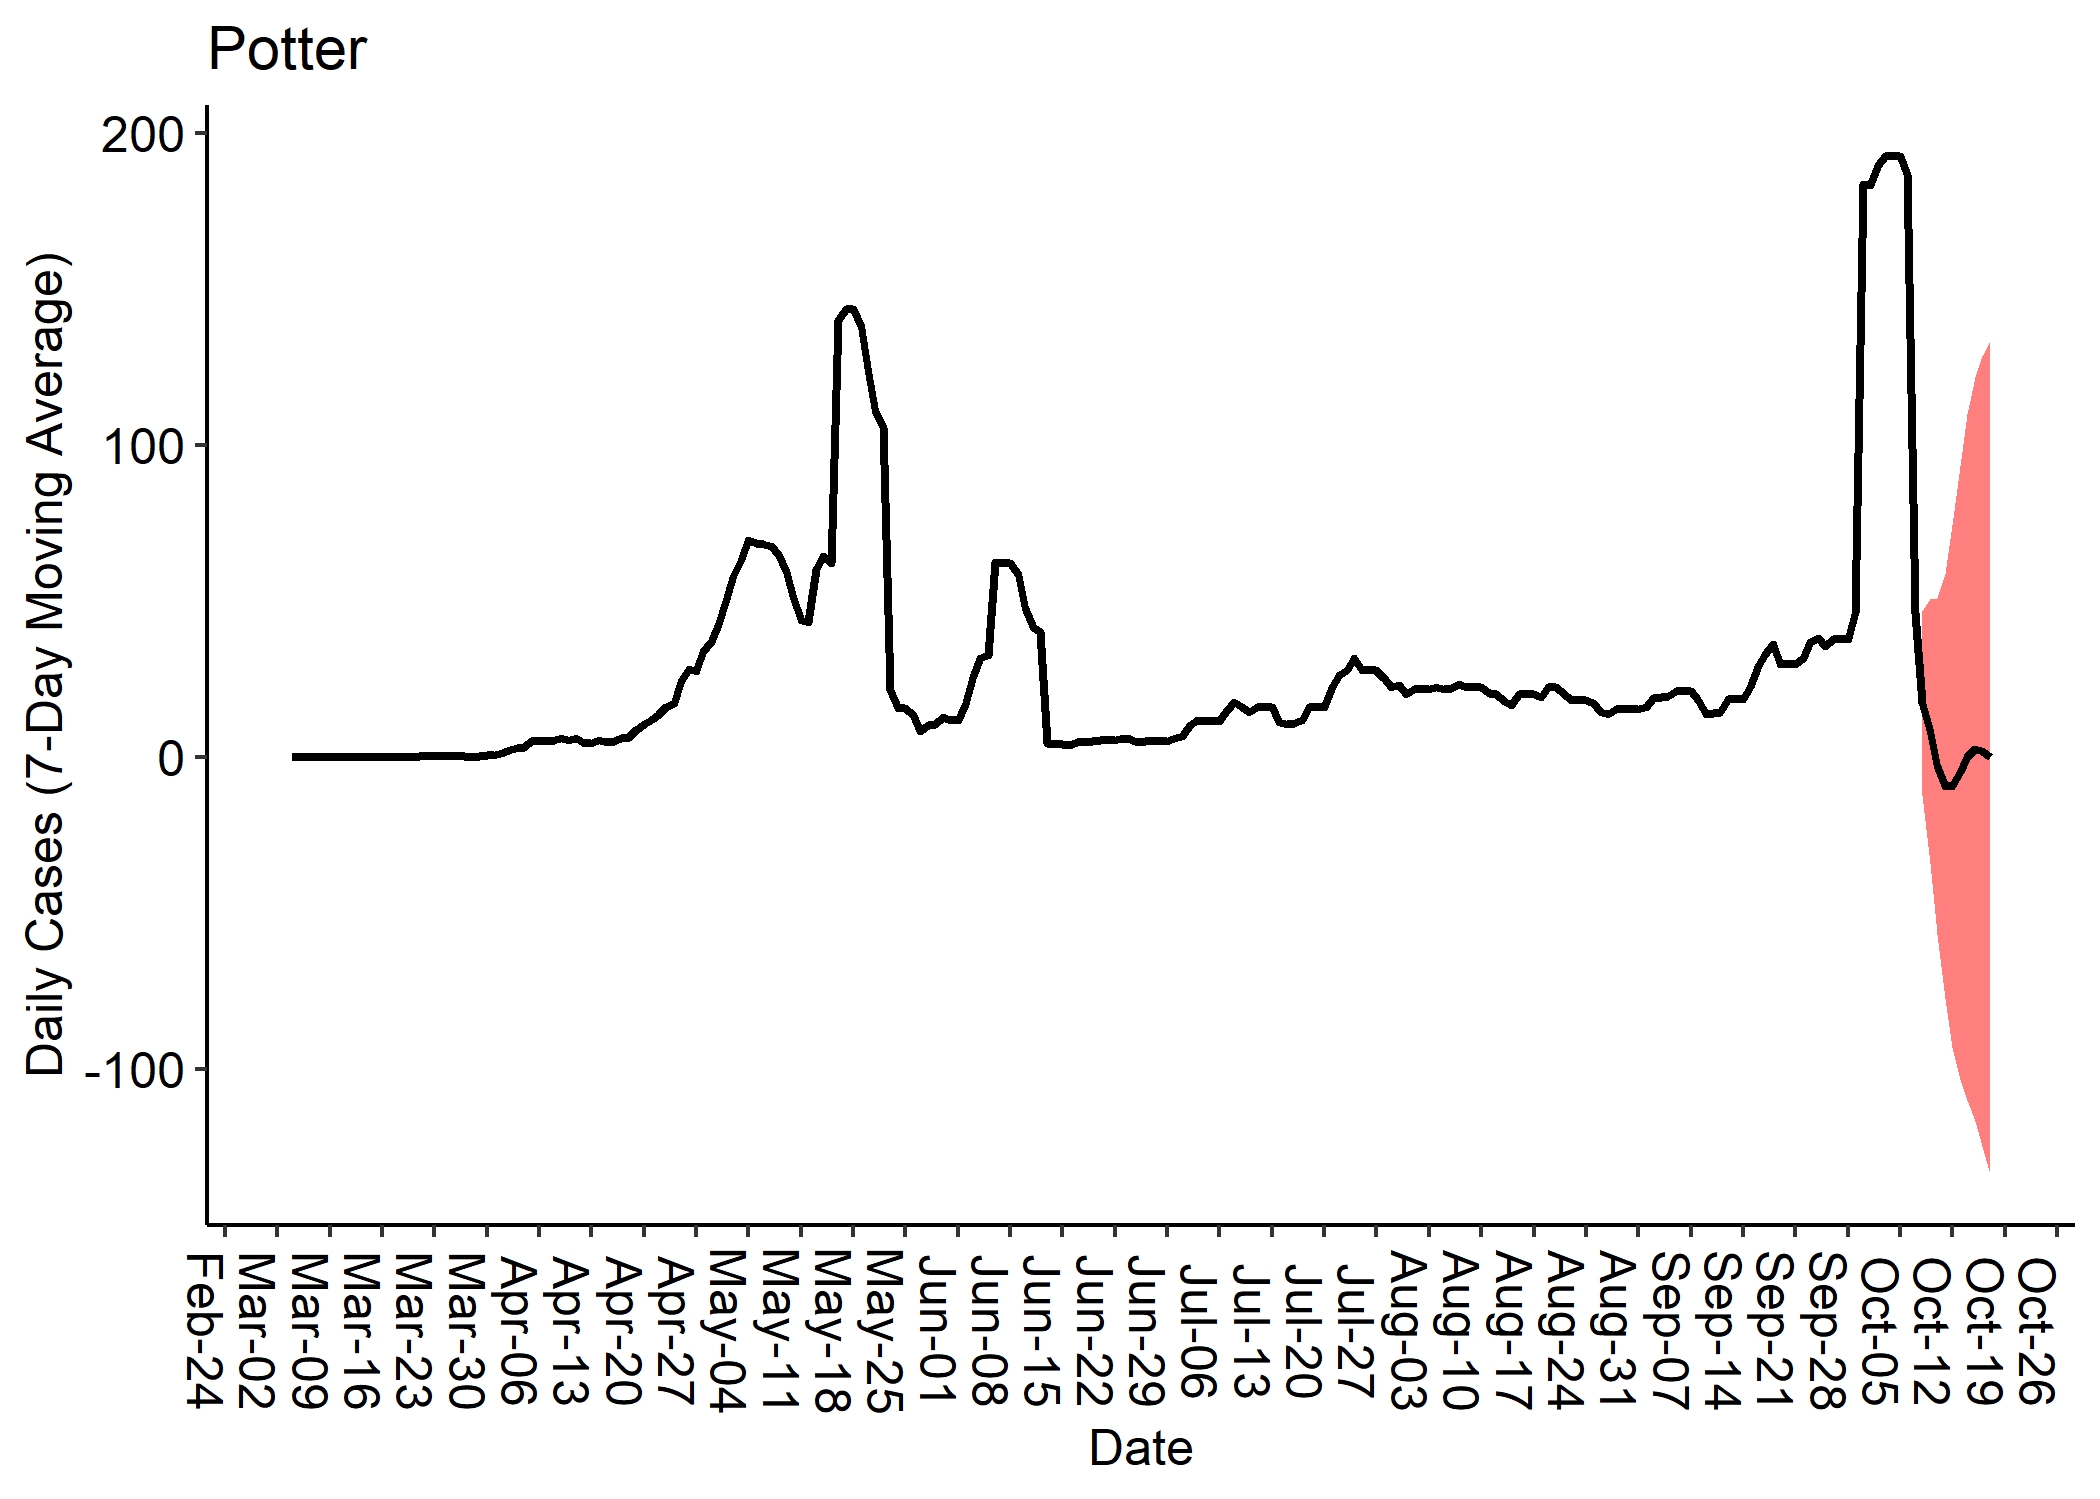 Potter
Daily Cases (7-Day Moving Average)
200
100
0
-100
Feb-24
Mar-02
Mar-09
Mar-16
Mar-23
Mar-30
Apr-06
Apr-13
Apr-20
Apr-27
May-04
May-11
May-18
May-25
Jun-01
Jun-08
Jun-15
Jun-22
Jun-29
Jul-06
Jul-13
Jul-20
Jul-27
Aug-03
Aug-10
Aug-17
Aug-24
Aug-31
Sep-07
Sep-14
Sep-21
Sep-28
Oct-05
Oct-12
Oct-19
Oct-26
Date